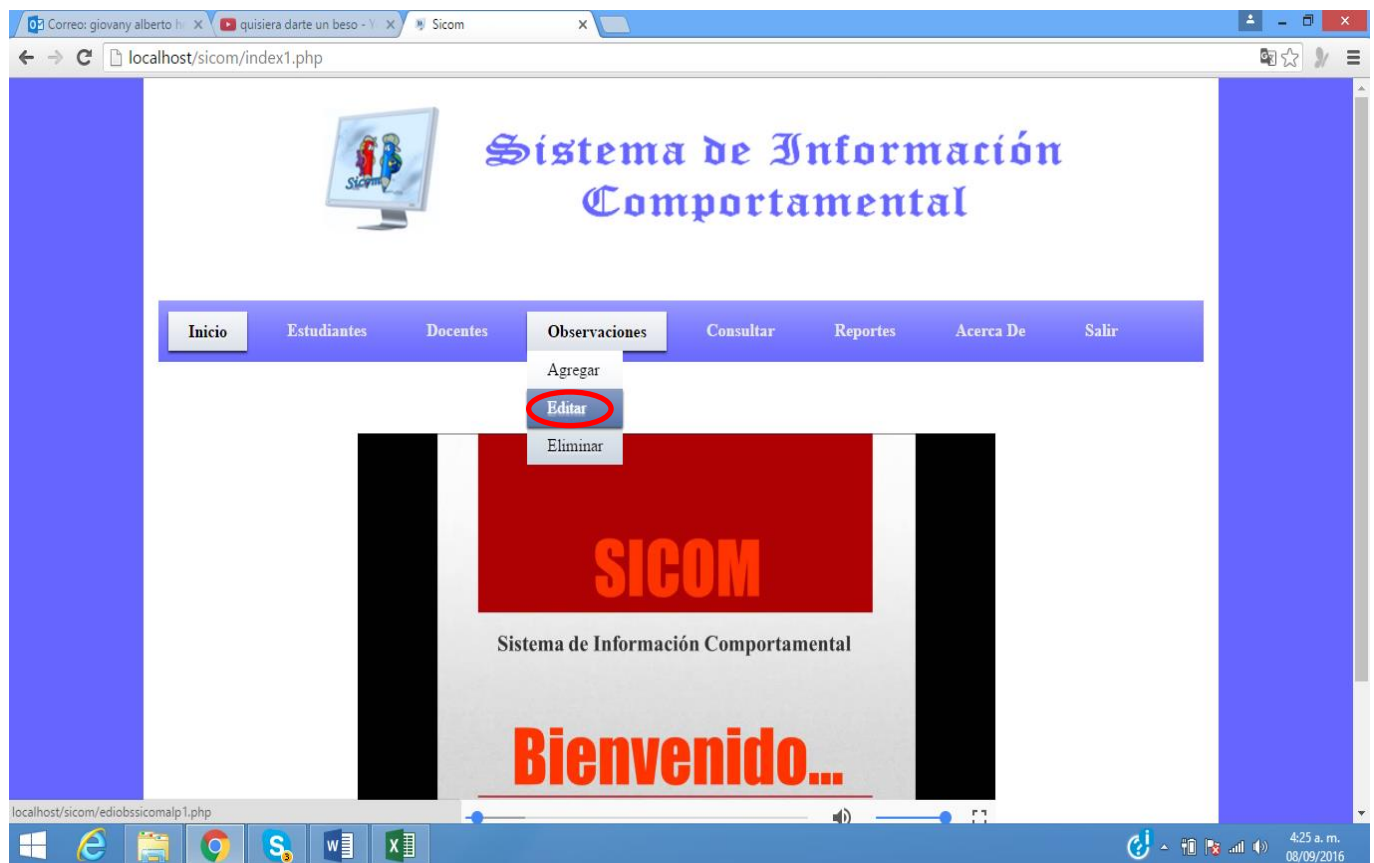 Correo: giovany alberto h
quisiera darte un beso - Y
Sicom
localhost/sicom/index1.php
Sicom
Sistema de Información
Comportamental
Inicio
Estudiantes
Docentes
Observaciones
Consultar
Reportes
Acerca De
Salir
Agregar
Editar
Eliminar
SICOM
Sistema de Información Comportamental
Bienvenido...
localhost/sicom/ediobssicomalp1.php
4:25 a. m.
08/09/2016